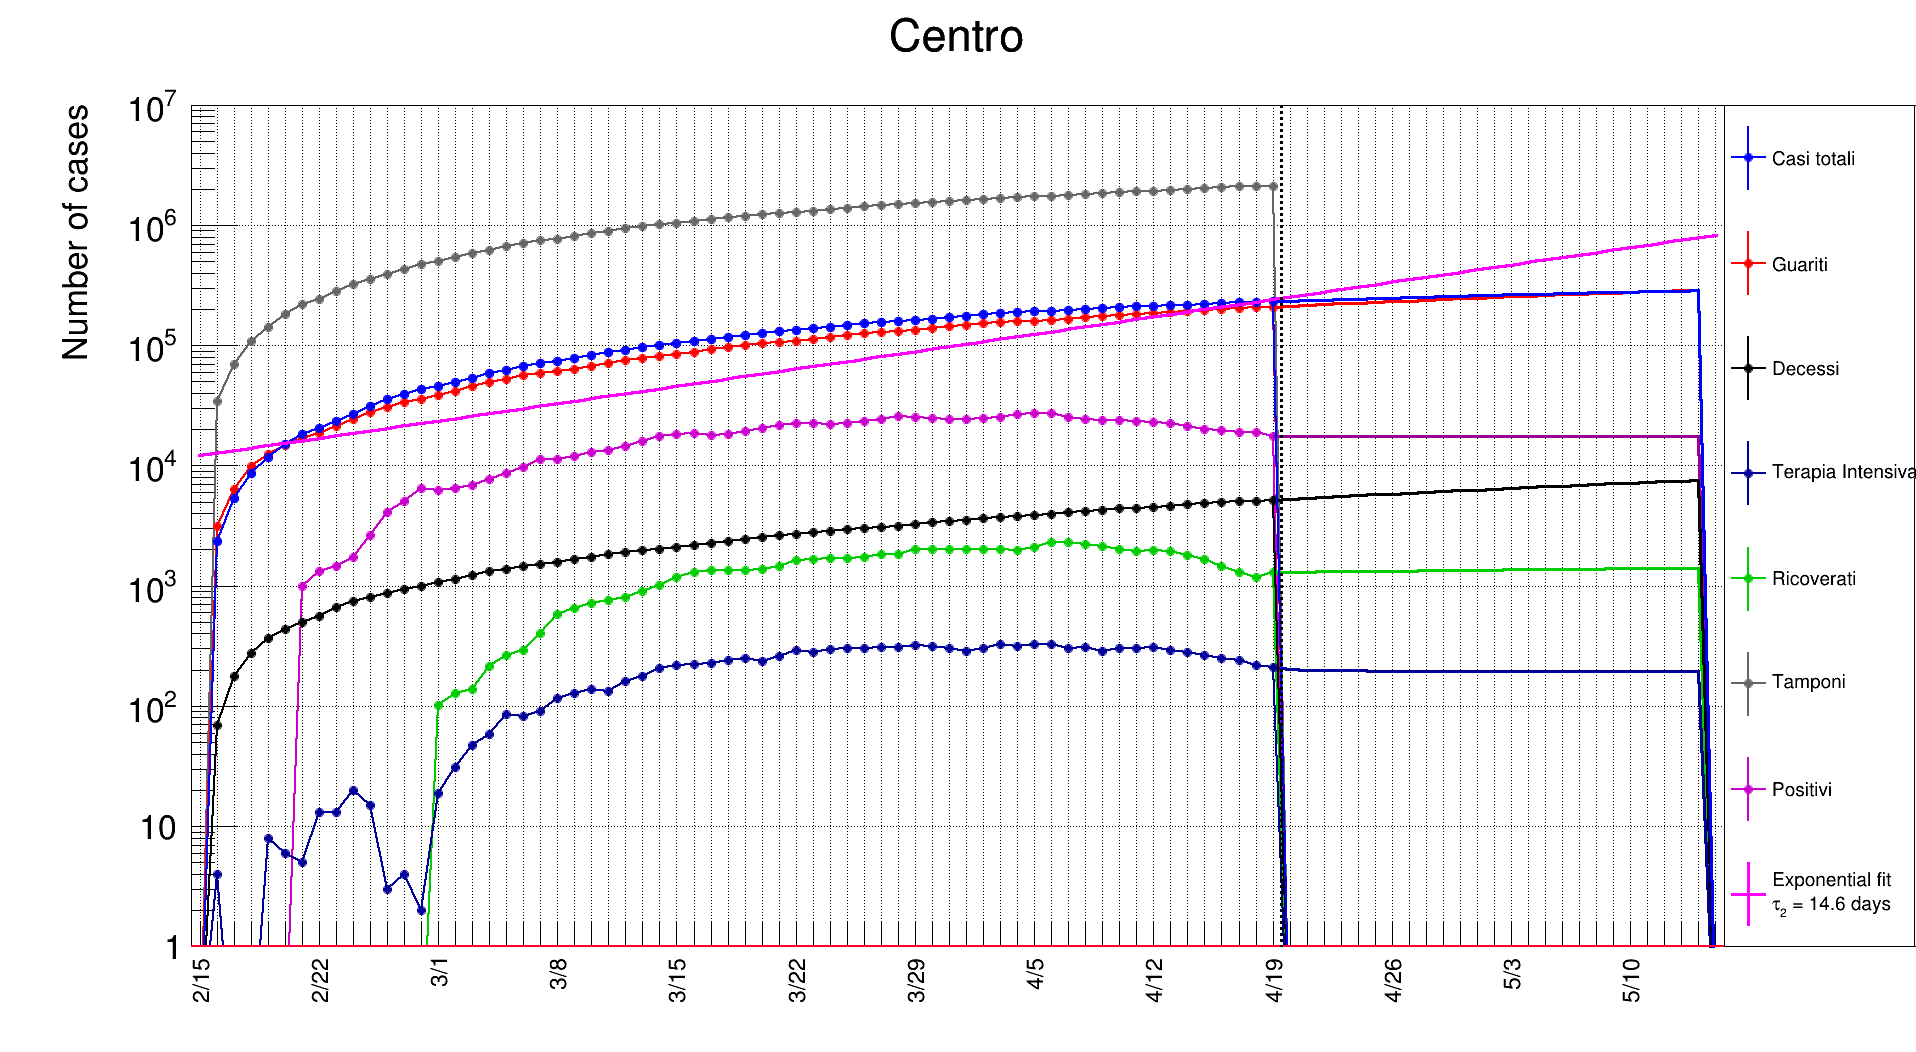 Centro
Number of cases
10^7
10^6
10^5
10^4
10^3
10^2
10
1
2/15
2/22
3/1
3/8
3/15
3/22
3/29
4/5
4/12
4/19
4/26
5/3
5/10
Casi totali
Guariti
Decessi
Terapia Intensiva
Ricoverati
Tamponi
Positivi
Exponential fit
τ₂ = 14.6 days